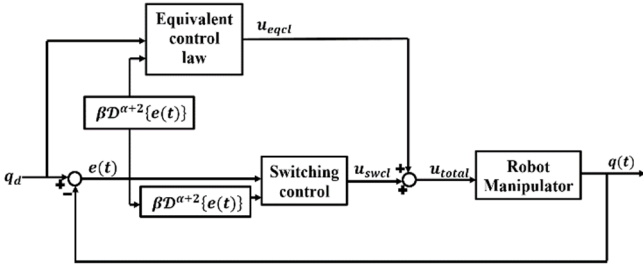 Equivalent
control
law
u_eqcl
β𝒟^{α+2}{e(t)}
q_d
+
−
e(t)
β𝒟^{α+2}{e(t)}
Switching
control
u_swcl
+
+
u_total
Robot
Manipulator
q(t)